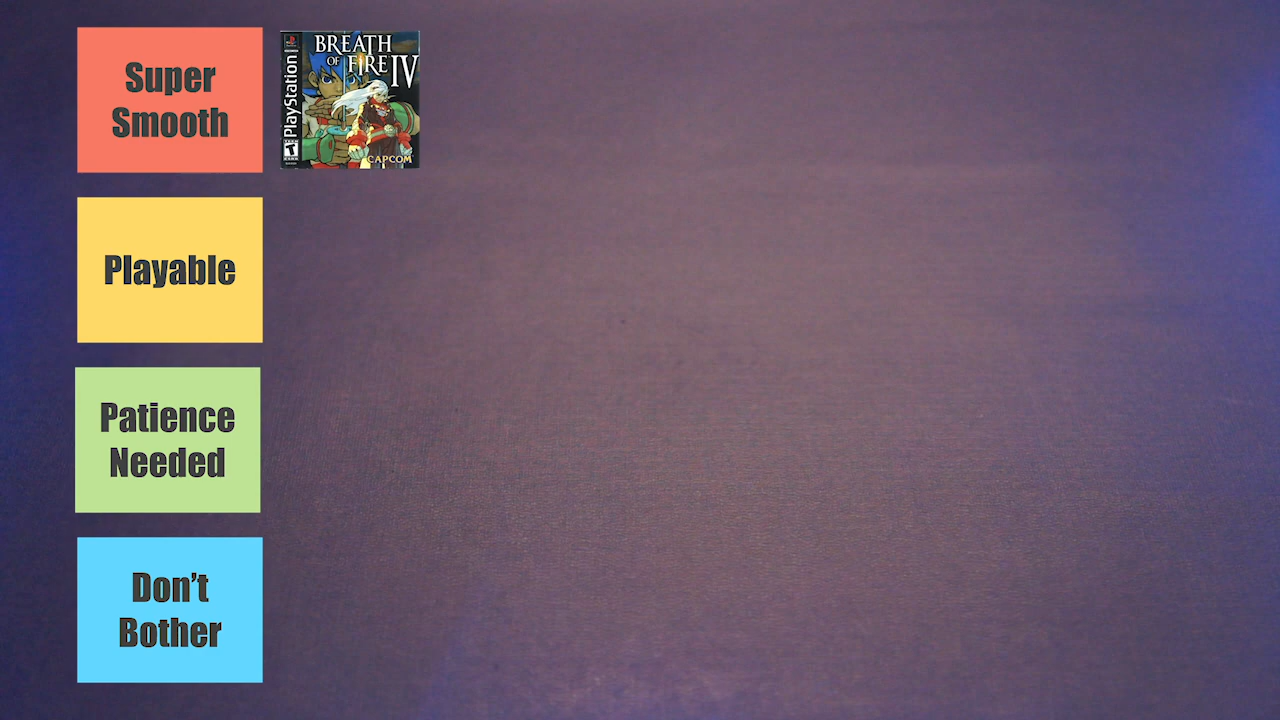 Super
Smooth
BREATH
OF FIRE IV
PlayStation
T
CAPCOM
Playable
Patience
Needed
Don't
Bother